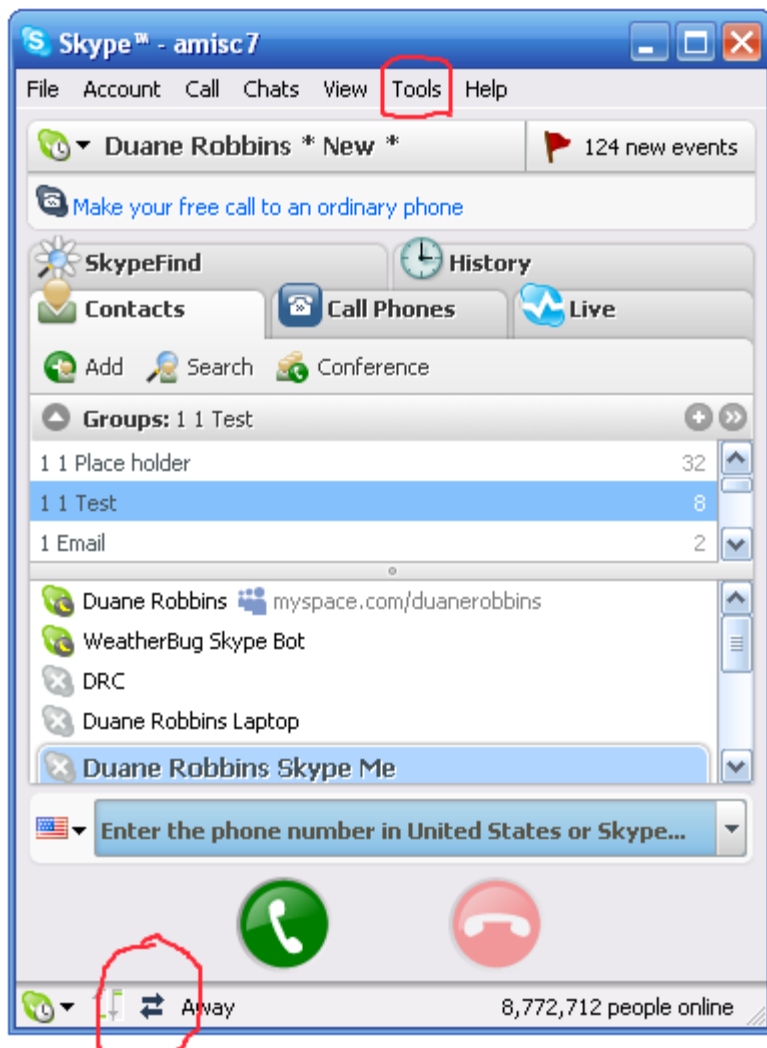 Skype™ - amisc7
File Account Call Chats View Tools Help
Duane Robbins * New * 124 new events
Make your free call to an ordinary phone
SkypeFind History
Contacts Call Phones Live
Add Search Conference
Groups: 1 1 Test
1 1 Place holder 32
1 1 Test 8
1 Email 2
Duane Robbins myspace.com/duanerobbins
WeatherBug Skype Bot
DRC
Duane Robbins Laptop
Duane Robbins Skype Me
Enter the phone number in United States or Skype...
Away 8,772,712 people online